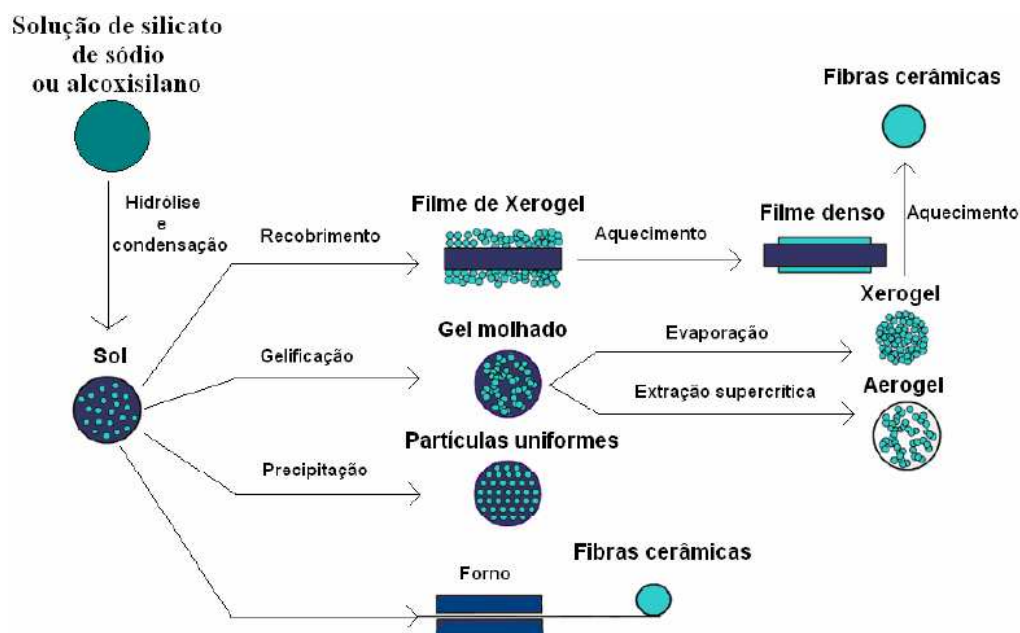 Solução de silicato
de sódio
ou alcoxisilano
Fibras cerâmicas
Hidrólise
e
condensação
Filme de Xerogel
Filme denso
Aquecimento
Recobrimento
Aquecimento
Xerogel
Sol
Gel molhado
Evaporação
Gelificação
Extração supercrítica
Aerogel
Partículas uniformes
Precipitação
Fibras cerâmicas
Forno